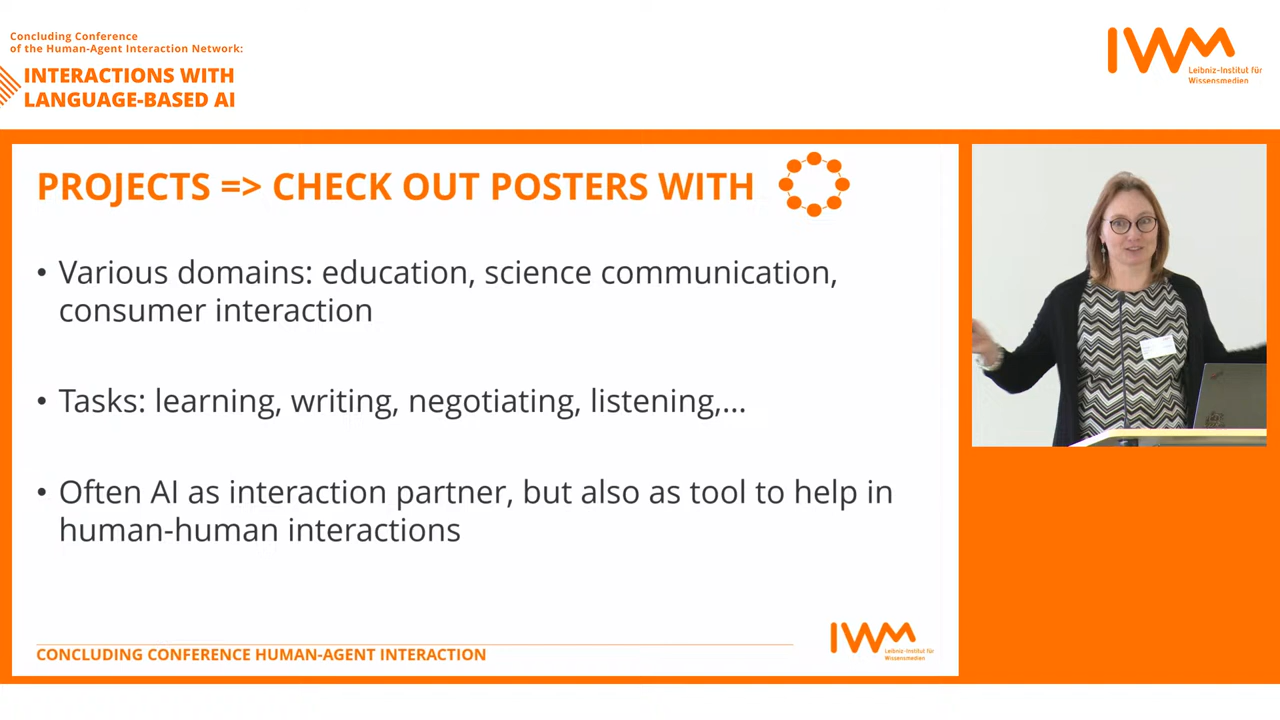 Concluding Conference
of the Human-Agent Interaction Network:
INTERACTIONS WITH
LANGUAGE-BASED AI
IWM
Leibniz-Institut für
Wissensmedien
PROJECTS => CHECK OUT POSTERS WITH
• Various domains: education, science communication,
consumer interaction
• Tasks: learning, writing, negotiating, listening,...
• Often AI as interaction partner, but also as tool to help in
human-human interactions
IWM
Leibniz-Institut für
Wissensmedien
CONCLUDING CONFERENCE HUMAN-AGENT INTERACTION